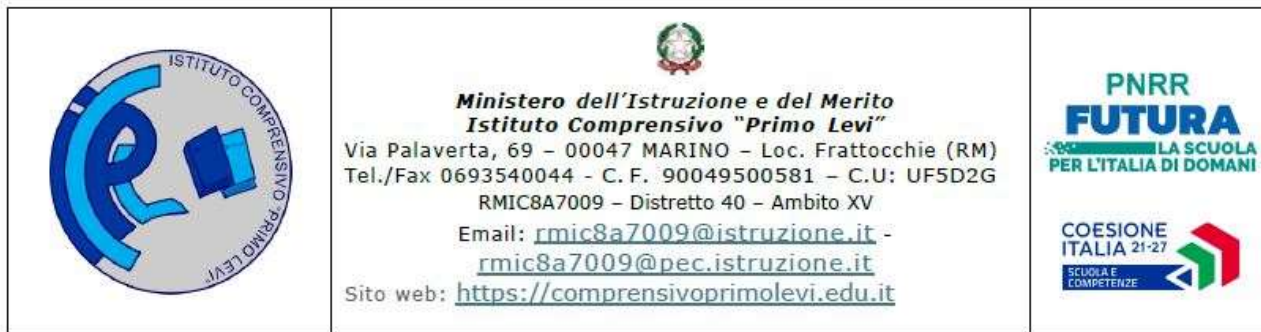 ISTITUTO COMPRENSIVO "PRIMO LEVI"
Ministero dell'Istruzione e del Merito
Istituto Comprensivo "Primo Levi"
Via Palaverta, 69 – 00047 MARINO – Loc. Frattocchie (RM)
Tel./Fax 0693540044 - C. F. 90049500581 – C.U: UF5D2G
RMIC8A7009 – Distretto 40 – Ambito XV
Email: rmic8a7009@istruzione.it -
rmic8a7009@pec.istruzione.it
Sito web: https://comprensivoprimolevi.edu.it
PNRR
FUTURA
LA SCUOLA
PER L'ITALIA DI DOMANI
COESIONE
ITALIA 21-27
SCUOLA E
COMPETENZE